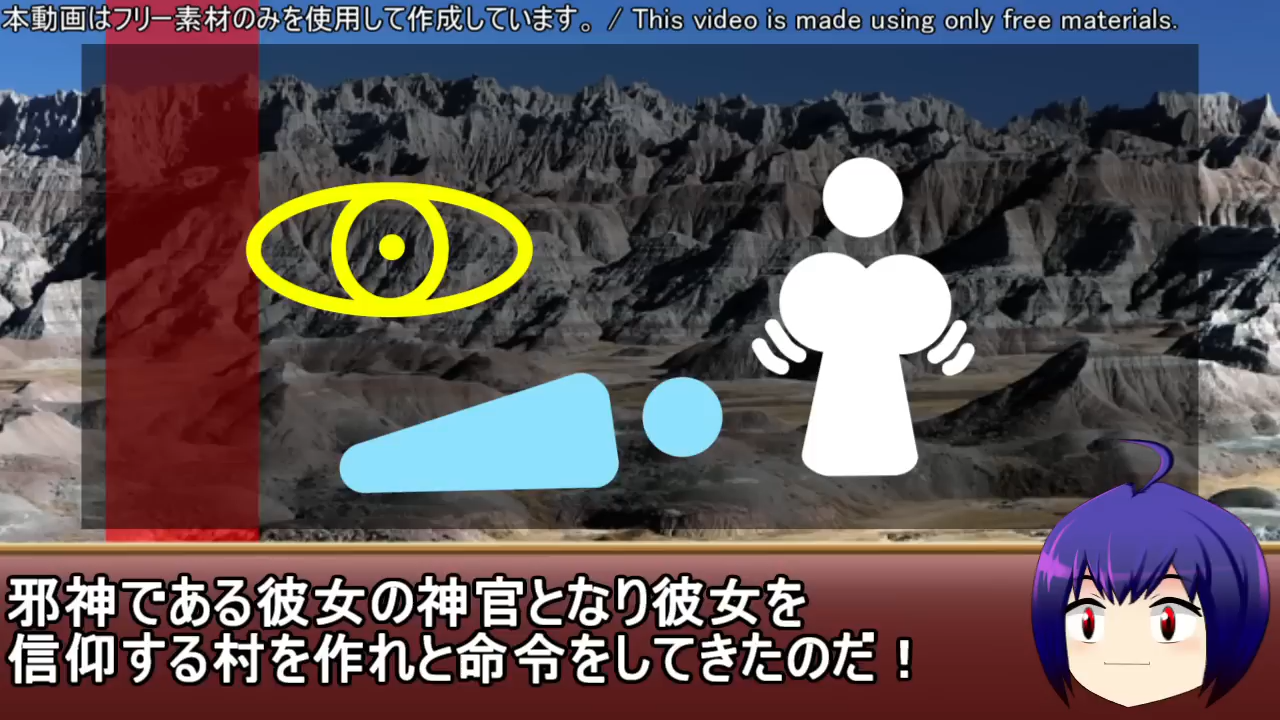 本動画はフリー素材のみを使用して作成しています。 / This video is made using only free materials.
邪神である彼女の神官となり彼女を
信仰する村を作れと命令をしてきたのだ！